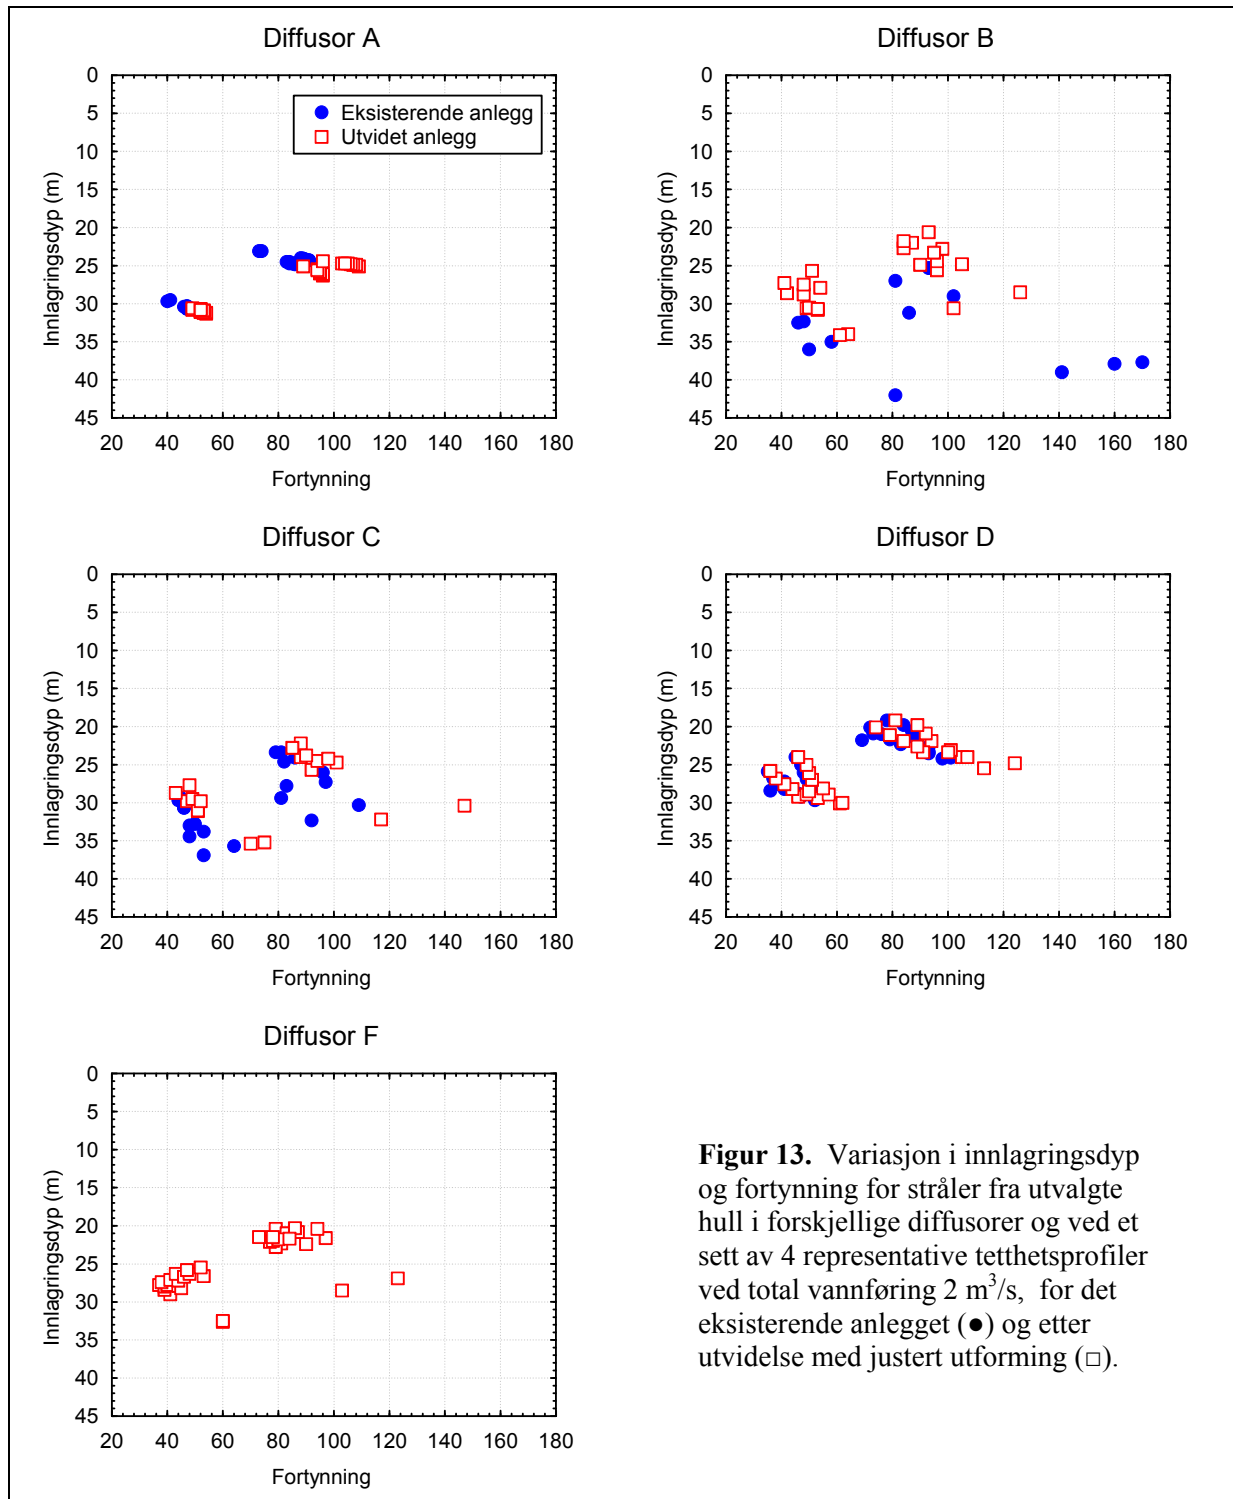 Diffusor A
0
5
10
15
20
25
30
35
40
45
Innlagringsdyp (m)
Eksisterende anlegg
Utvidet anlegg
20 40 60 80 100 120 140 160 180
Fortynning
Diffusor B
0
5
10
15
20
25
30
35
40
45
Innlagringsdyp (m)
20 40 60 80 100 120 140 160 180
Fortynning
Diffusor C
0
5
10
15
20
25
30
35
40
45
Innlagringsdyp (m)
20 40 60 80 100 120 140 160 180
Fortynning
Diffusor D
0
5
10
15
20
25
30
35
40
45
Innlagringsdyp (m)
20 40 60 80 100 120 140 160 180
Fortynning
Diffusor F
0
5
10
15
20
25
30
35
40
45
Innlagringsdyp (m)
20 40 60 80 100 120 140 160 180
Fortynning
Figur 13. Variasjon i innlagringsdyp
og fortynning for stråler fra utvalgte
hull i forskjellige diffusorer og ved et
sett av 4 representative tetthetsprofiler
ved total vannføring 2 m³/s, for det
eksisterende anlegget (●) og etter
utvidelse med justert utforming (□).